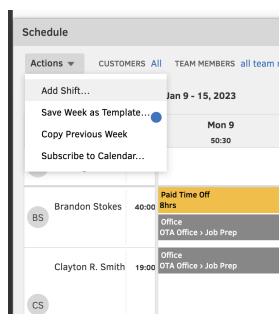 Schedule
Actions CUSTOMERS All TEAM MEMBERS all team
Add Shift...
Save Week as Template...
Copy Previous Week
Subscribe to Calendar...
Jan 9 - 15, 2023
Mon 9
50:30
BS Brandon Stokes 40:00
Paid Time Off
8hrs
Office
OTA Office › Job Prep
CS Clayton R. Smith 19:00
Office
OTA Office › Job Prep